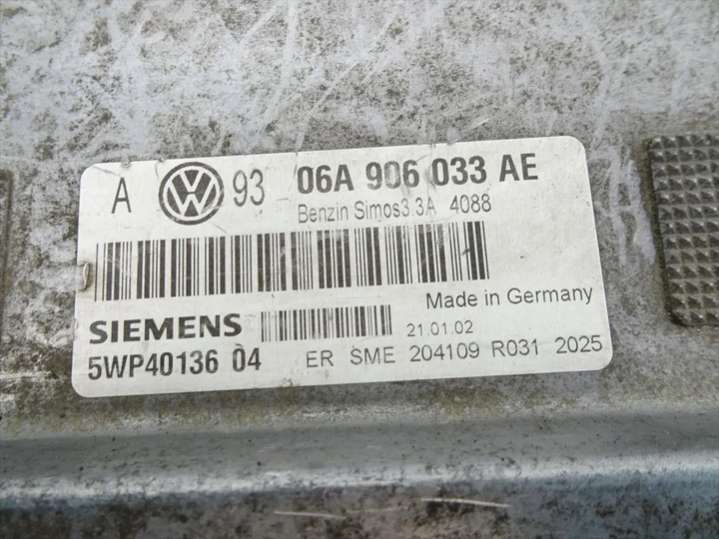 A VW 93 06A 906 033 AE
Benzin Simos3.3A 4088
Made in Germany
SIEMENS 21.01.02
5WP40136 04 ER SME 204109 R031 2025